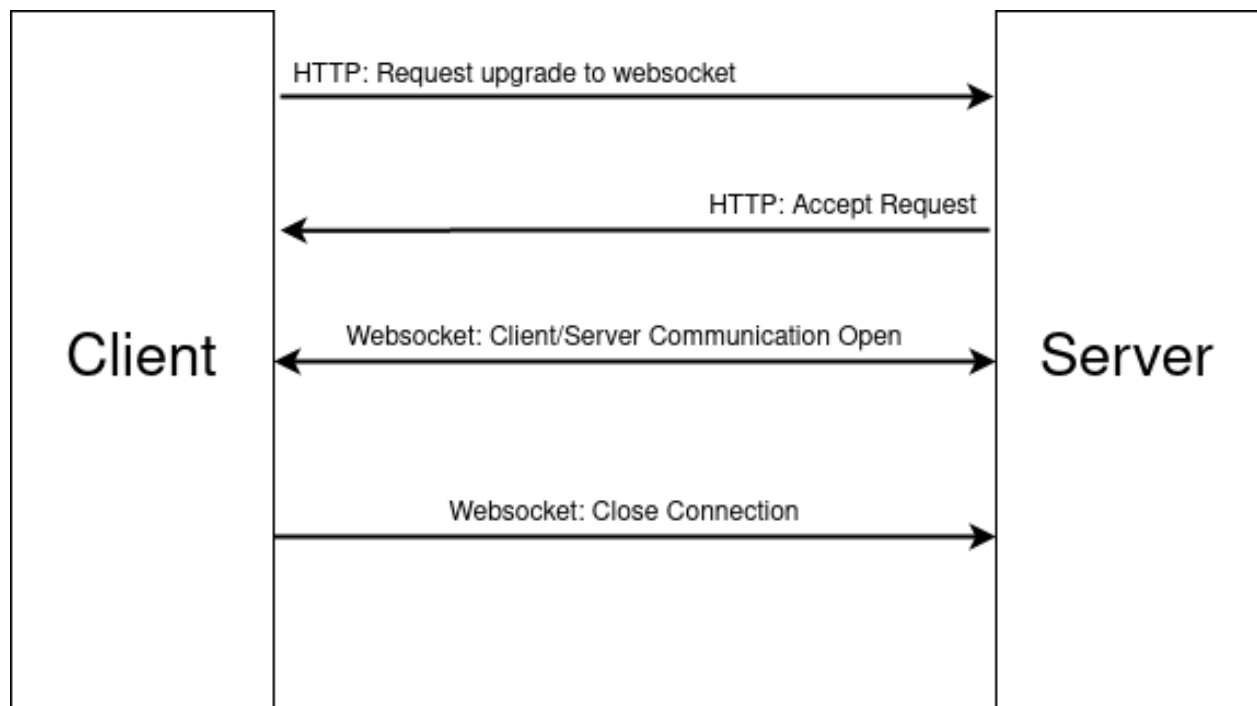 HTTP: Request upgrade to websocket
HTTP: Accept Request
Websocket: Client/Server Communication Open
Client
Server
Websocket: Close Connection